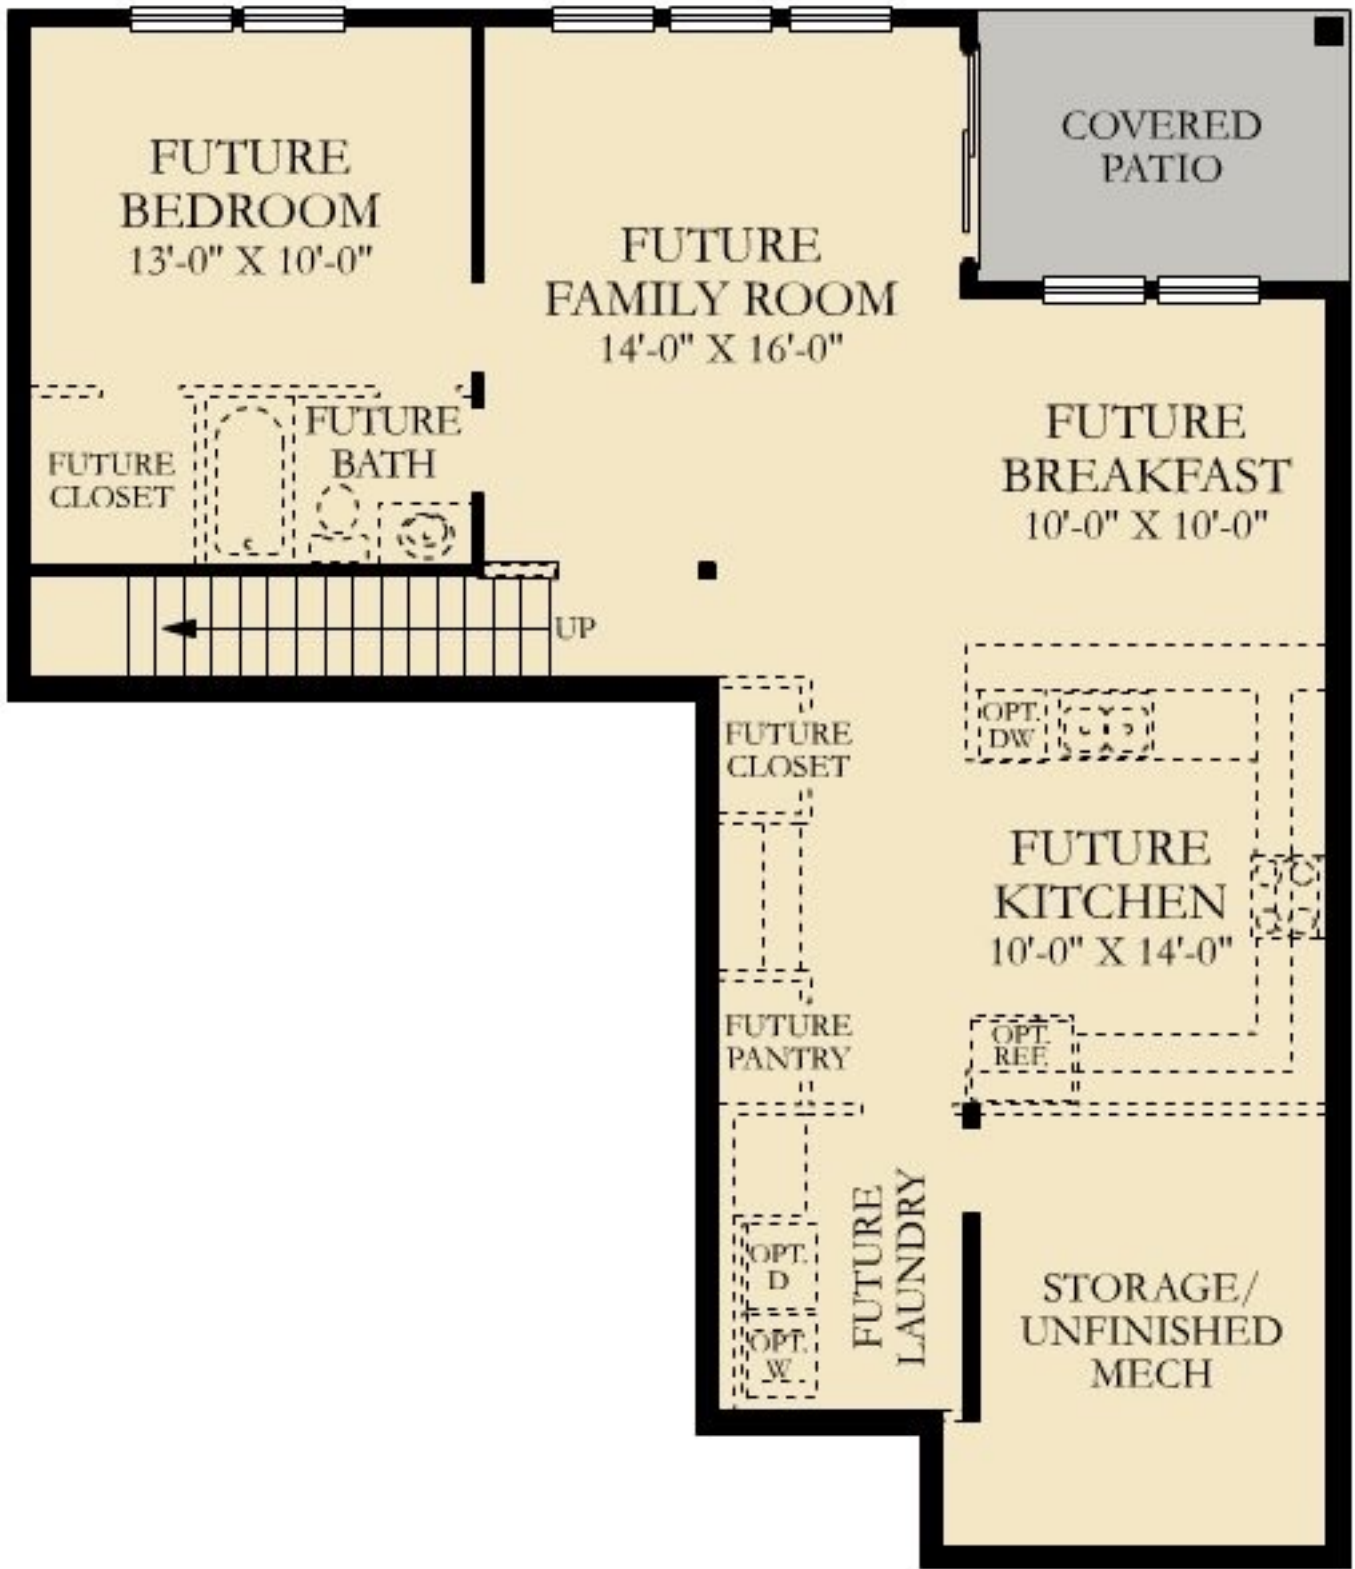 COVERED
PATIO
FUTURE
BEDROOM
13'-0" X 10'-0"
FUTURE
FAMILY ROOM
14'-0" X 16'-0"
FUTURE
BATH
FUTURE
CLOSET
FUTURE
BREAKFAST
10'-0" X 10'-0"
UP
FUTURE
CLOSET
OPT.
DW
FUTURE
KITCHEN
10'-0" X 14'-0"
FUTURE
PANTRY
OPT.
REF.
FUTURE
LAUNDRY
OPT.
D
OPT.
W
STORAGE/
UNFINISHED
MECH